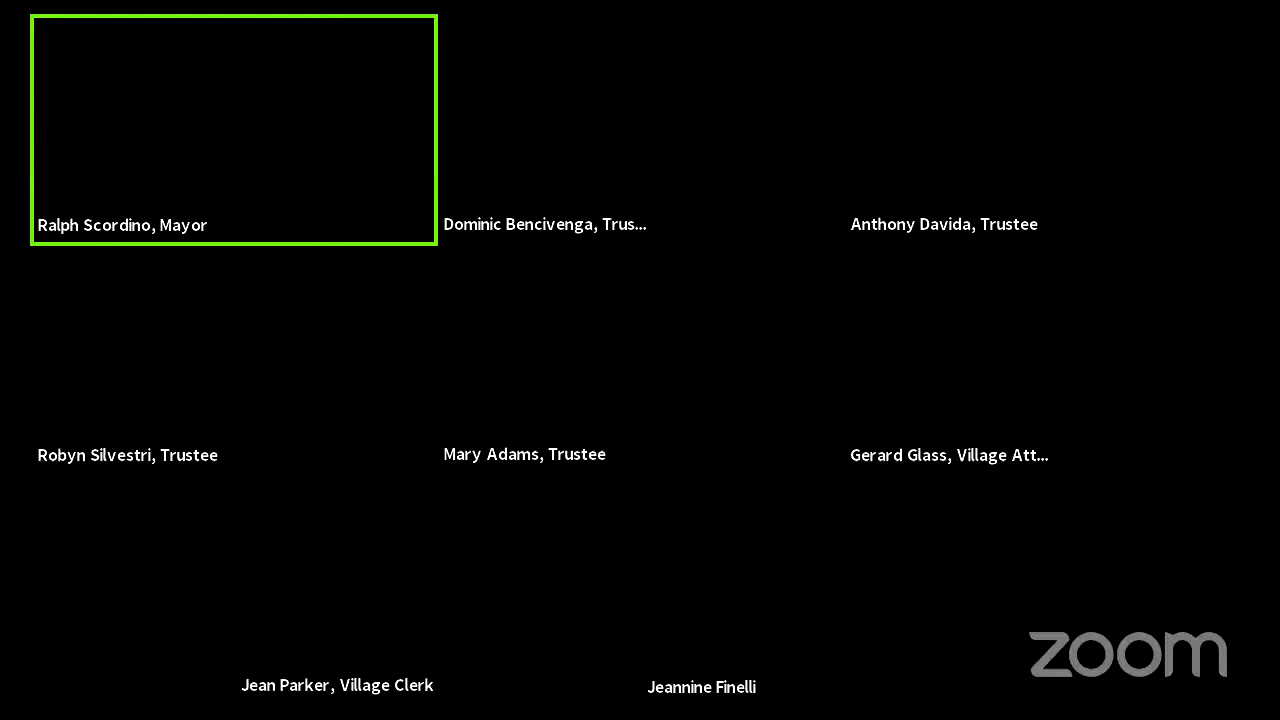 Ralph Scordino, Mayor
Dominic Bencivenga, Trus...
Anthony Davida, Trustee
Robyn Silvestri, Trustee
Mary Adams, Trustee
Gerard Glass, Village Att...
Jean Parker, Village Clerk
Jeannine Finelli
zoom